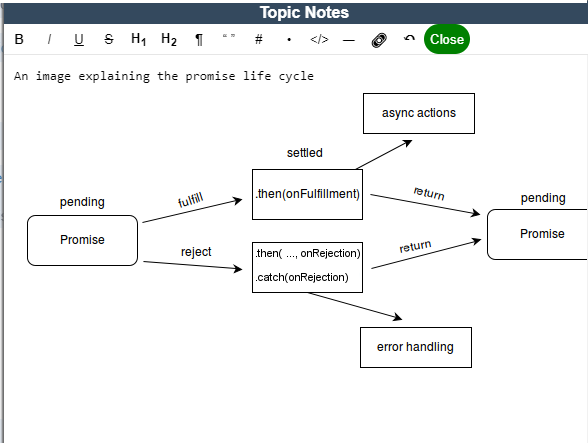 Topic Notes
B I U S H1 H2 ¶ “ ” # • </> — Close
An image explaining the promise life cycle
async actions
settled
pending
fulfill
.then(onFulfillment)
return
pending
Promise
Promise
reject
.then( ..., onRejection)
return
.catch(onRejection)
error handling